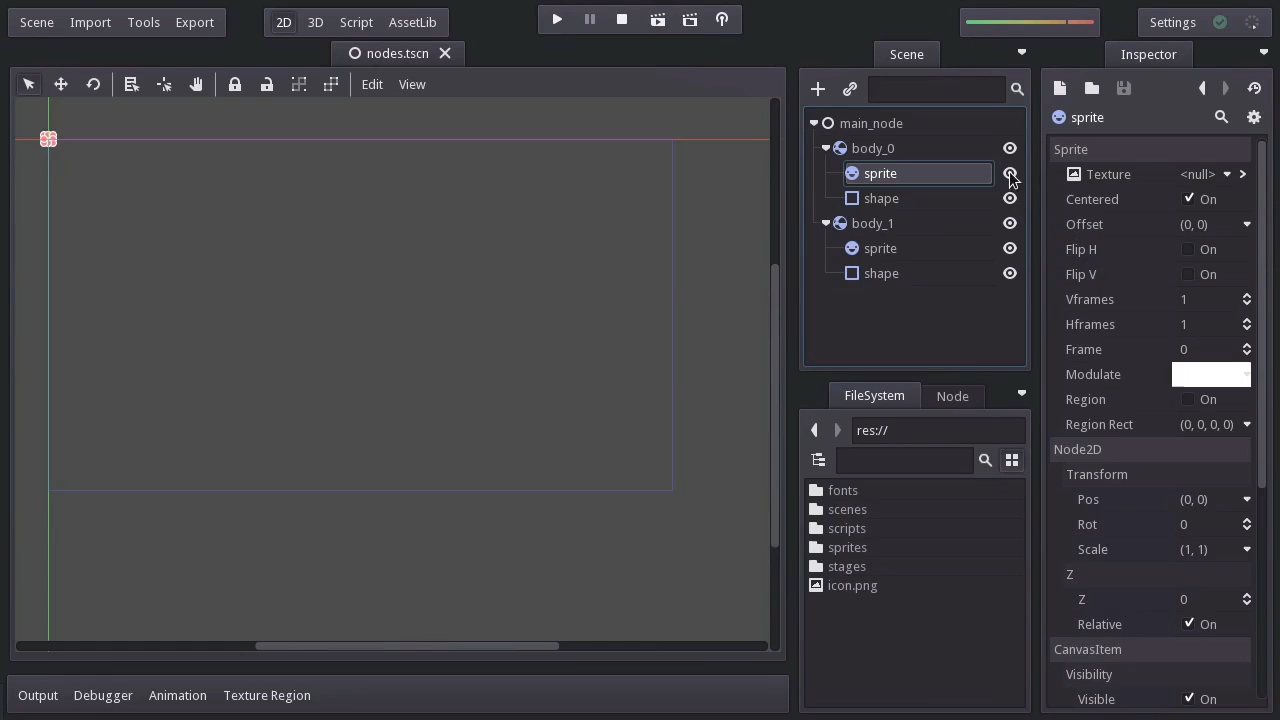 Scene Import Tools Export
2D 3D Script AssetLib
Settings
nodes.tscn
Edit View
Scene
main_node
body_0
sprite
shape
body_1
sprite
shape
FileSystem Node
res://
fonts
scenes
scripts
sprites
stages
icon.png
Inspector
sprite
Sprite
Texture <null>
Centered On
Offset (0, 0)
Flip H On
Flip V On
Vframes 1
Hframes 1
Frame 0
Modulate
Region On
Region Rect (0, 0, 0, 0)
Node2D
Transform
Pos (0, 0)
Rot 0
Scale (1, 1)
Z
Z 0
Relative On
CanvasItem
Visibility
Visible On
Output Debugger Animation Texture Region